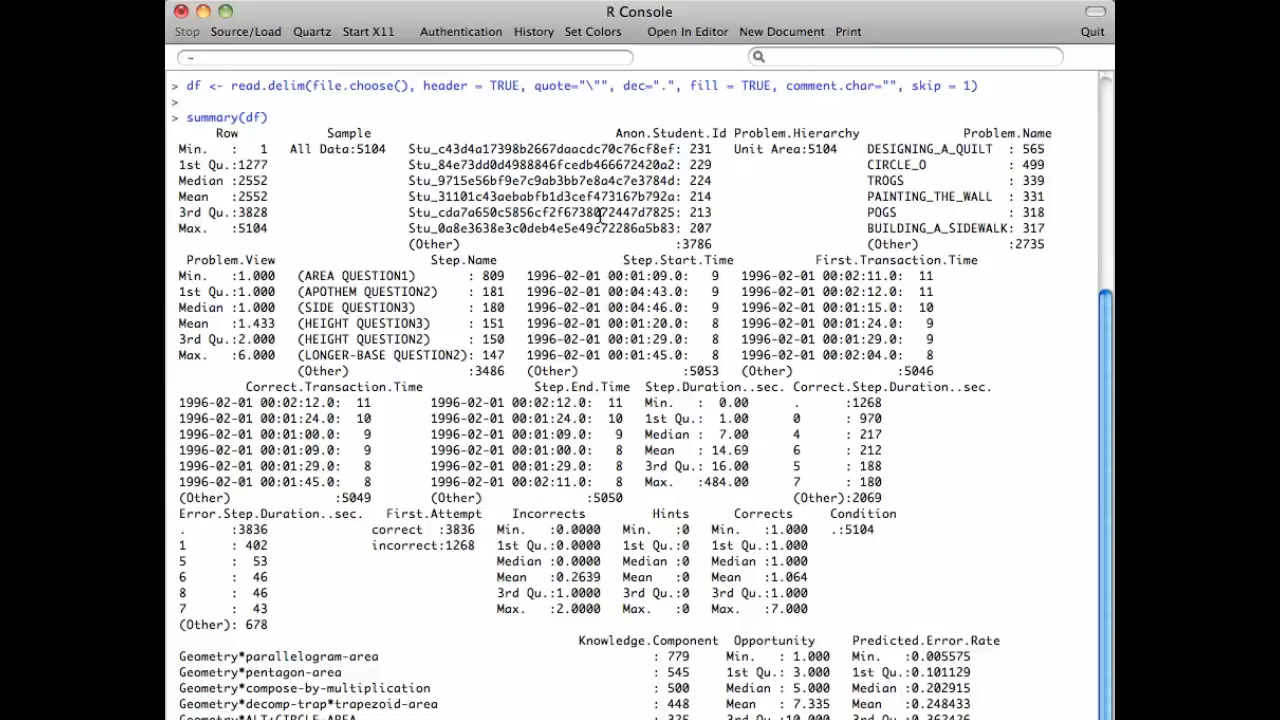 R Console
Stop Source/Load Quartz Start X11 Authentication History Set Colors Open In Editor New Document Print Quit
~
> df <- read.delim(file.choose(), header = TRUE, quote="\"", dec=".", fill = TRUE, comment.char="", skip = 1)
>
> summary(df)
Row Sample Anon.Student.Id Problem.Hierarchy Problem.Name
Min. : 1 All Data:5104 Stu_c43d4a17398b2667daacdc70c76cf8ef: 231 Unit Area:5104 DESIGNING_A_QUILT : 565
1st Qu.:1277 Stu_84e73dd0d4988846fcedb466672420a2: 229 CIRCLE_O : 499
Median :2552 Stu_9715e56bf9e7c9ab3bb7e8a4c7e3784d: 224 TROGS : 339
Mean :2552 Stu_31101c43aebabfb1d3cef473167b792a: 214 PAINTING_THE_WALL : 331
3rd Qu.:3828 Stu_cda7a650c5856cf2f6738072447d7825: 213 POGS : 318
Max. :5104 Stu_0a8e3638e3c0deb4e5e49c72286a5b83: 207 BUILDING_A_SIDEWALK: 317
(Other) :3786 (Other) :2735
Problem.View Step.Name Step.Start.Time First.Transaction.Time
Min. :1.000 (AREA QUESTION1) : 809 1996-02-01 00:01:09.0: 9 1996-02-01 00:02:11.0: 11
1st Qu.:1.000 (APOTHEM QUESTION2) : 181 1996-02-01 00:04:43.0: 9 1996-02-01 00:02:12.0: 11
Median :1.000 (SIDE QUESTION3) : 180 1996-02-01 00:04:46.0: 9 1996-02-01 00:01:15.0: 10
Mean :1.433 (HEIGHT QUESTION3) : 151 1996-02-01 00:01:20.0: 8 1996-02-01 00:01:24.0: 9
3rd Qu.:2.000 (HEIGHT QUESTION2) : 150 1996-02-01 00:01:29.0: 8 1996-02-01 00:01:29.0: 9
Max. :6.000 (LONGER-BASE QUESTION2): 147 1996-02-01 00:01:45.0: 8 1996-02-01 00:02:04.0: 8
(Other) :3486 (Other) :5053 (Other) :5046
Correct.Transaction.Time Step.End.Time Step.Duration..sec. Correct.Step.Duration..sec.
1996-02-01 00:02:12.0: 11 1996-02-01 00:02:12.0: 11 Min. : 0.00 . :1268
1996-02-01 00:01:24.0: 10 1996-02-01 00:01:24.0: 10 1st Qu.: 1.00 0 : 970
1996-02-01 00:01:00.0: 9 1996-02-01 00:01:09.0: 9 Median : 7.00 4 : 217
1996-02-01 00:01:09.0: 9 1996-02-01 00:01:00.0: 8 Mean : 14.69 6 : 212
1996-02-01 00:01:29.0: 8 1996-02-01 00:01:29.0: 8 3rd Qu.: 16.00 5 : 188
1996-02-01 00:01:45.0: 8 1996-02-01 00:02:11.0: 8 Max. :484.00 7 : 180
(Other) :5049 (Other) :5050 (Other):2069
Error.Step.Duration..sec. First.Attempt Incorrects Hints Corrects Condition
. :3836 correct :3836 Min. :0.0000 Min. :0 Min. :1.000 .:5104
1 : 402 incorrect:1268 1st Qu.:0.0000 1st Qu.:0 1st Qu.:1.000
5 : 53 Median :0.0000 Median :0 Median :1.000
6 : 46 Mean :0.2639 Mean :0 Mean :1.064
8 : 46 3rd Qu.:1.0000 3rd Qu.:0 3rd Qu.:1.000
7 : 43 Max. :2.0000 Max. :0 Max. :7.000
(Other): 678
Knowledge.Component Opportunity Predicted.Error.Rate
Geometry*parallelogram-area : 779 Min. : 1.000 Min. :0.005575
Geometry*pentagon-area : 545 1st Qu.: 3.000 1st Qu.:0.101129
Geometry*compose-by-multiplication : 500 Median : 5.000 Median :0.202915
Geometry*decomp-trap*trapezoid-area : 448 Mean : 7.335 Mean :0.248433
Geometry*ALT:CIRCLE-AREA : 325 3rd Qu.:10.000 3rd Qu.:0.362426